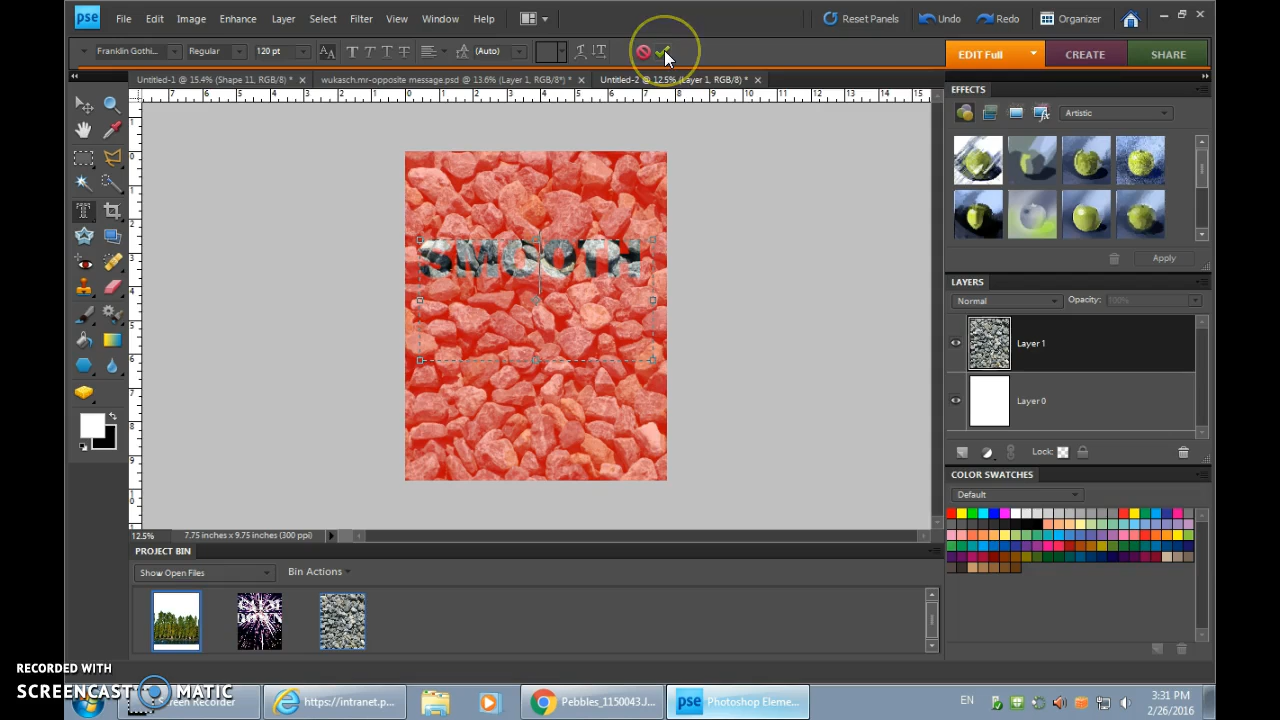 pse File Edit Image Enhance Layer Select Filter View Window Help Reset Panels Undo Redo Organizer
Franklin Gothi... Regular 120 pt (Auto) EDIT Full CREATE SHARE
Untitled-1 @ 15.4% (Shape 11, RGB/8) * wukasch.mr-opposite message.psd @ 13.6% (Layer 1, RGB/8*) * Untitled-2 @ 12.5% (Layer 1, RGB/8) *
EFFECTS
Artistic
SMOOTH
Apply
LAYERS
Normal Opacity: 100%
Layer 1
Layer 0
Lock:
COLOR SWATCHES
Default
12.5% 7.75 inches x 9.75 inches (300 ppi)
PROJECT BIN
Show Open Files Bin Actions
RECORDED WITH
SCREENCAST MATIC
Screen Recorder https://intranet.p... Pebbles_1150043.J... pse Photoshop Eleme... EN 3:31 PM
2/26/2016